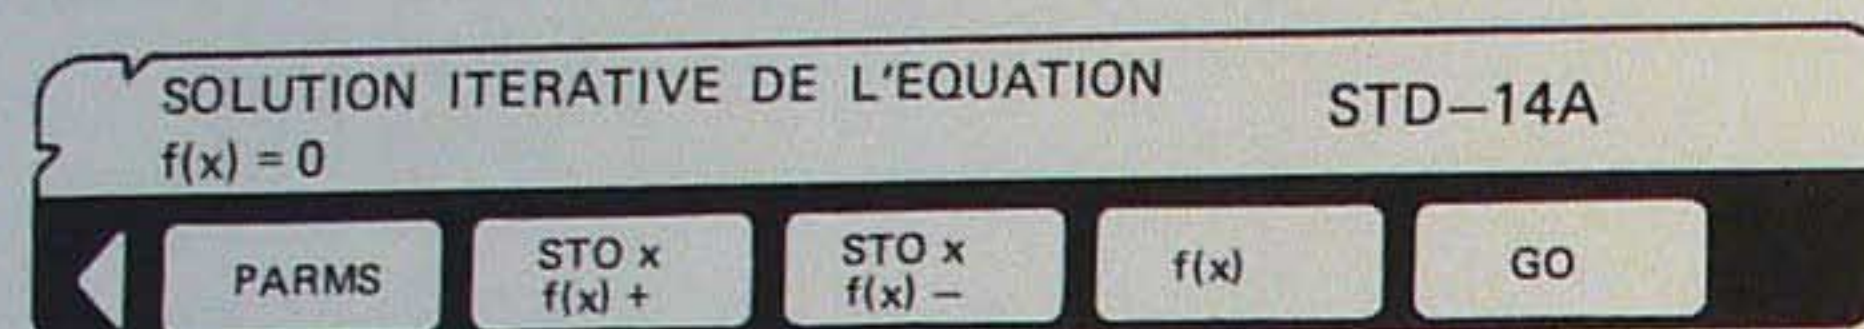 SOLUTION ITERATIVE DE L'EQUATION
f(x) = 0
STD–14A
PARMS
STO x
f(x) +
STO x
f(x) –
f(x)
GO